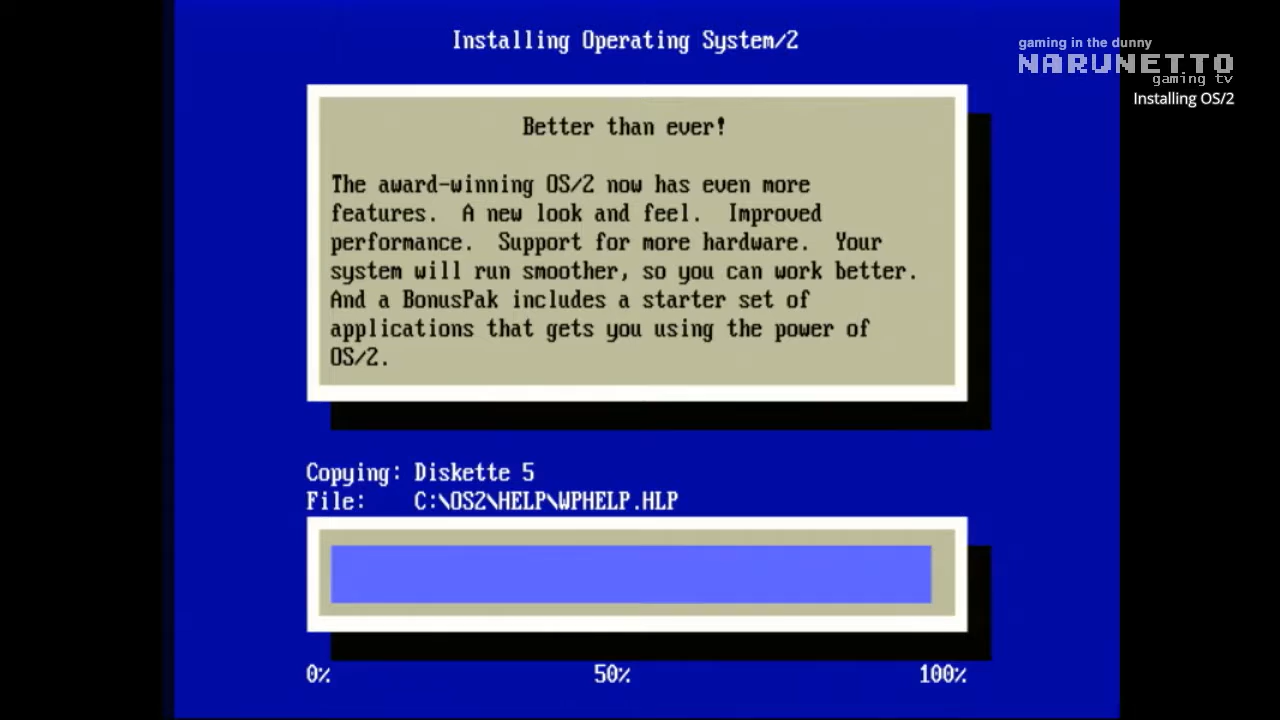 Installing Operating System/2
gaming in the dunny
NARUNETTO
gaming tv
Installing OS/2
Better than ever!
The award-winning OS/2 now has even more
features.  A new look and feel.  Improved
performance.  Support for more hardware.  Your
system will run smoother, so you can work better.
And a BonusPak includes a starter set of
applications that gets you using the power of
OS/2.
Copying: Diskette 5
File:    C:\OS2\HELP\WPHELP.HLP
0%    50%    100%